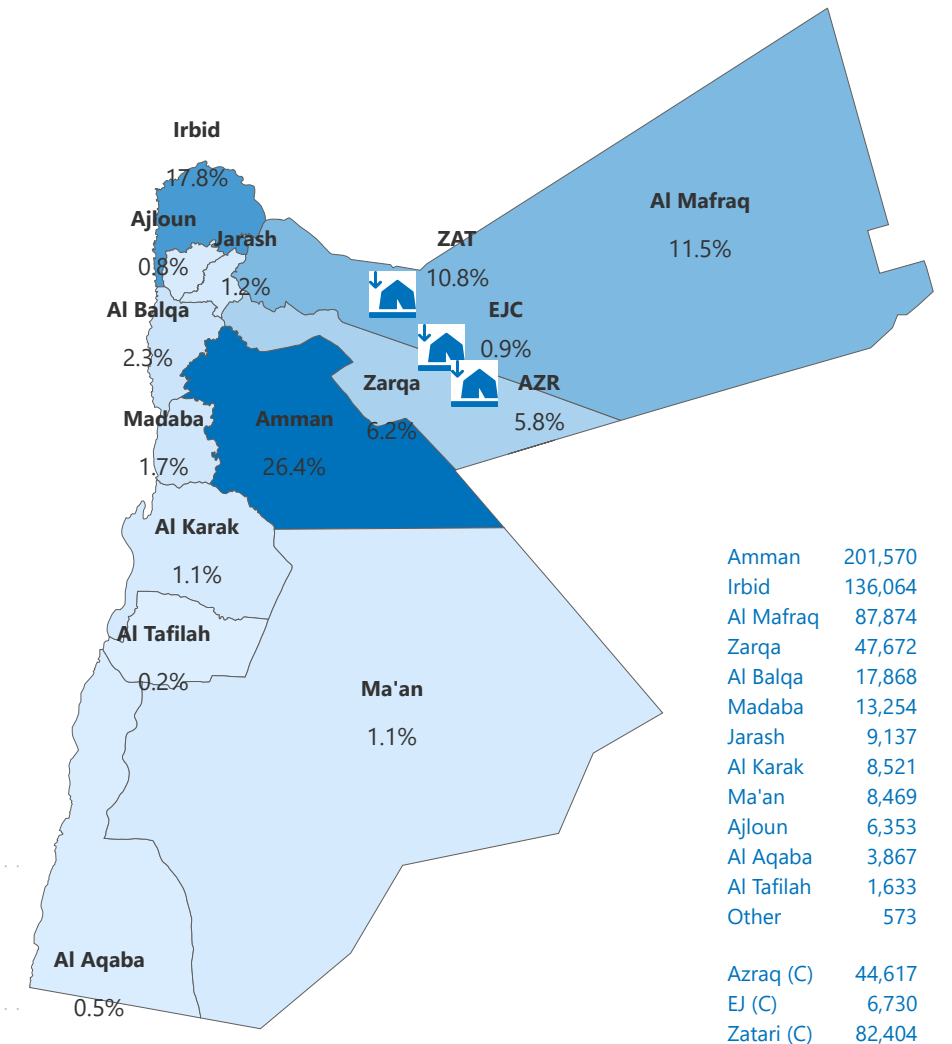 Irbid
17.8%
Ajloun
0.8%
Jarash
1.2%
Al Mafraq
11.5%
ZAT
10.8%
EJC
0.9%
AZR
5.8%
Al Balqa
2.3%
Zarqa
6.2%
Madaba
1.7%
Amman
26.4%
Al Karak
1.1%
Al Tafilah
0.2%
Ma'an
1.1%
Al Aqaba
0.5%
Amman 201,570
Irbid 136,064
Al Mafraq 87,874
Zarqa 47,672
Al Balqa 17,868
Madaba 13,254
Jarash 9,137
Al Karak 8,521
Ma'an 8,469
Ajloun 6,353
Al Aqaba 3,867
Al Tafilah 1,633
Other 573
Azraq (C) 44,617
EJ (C) 6,730
Zatari (C) 82,404